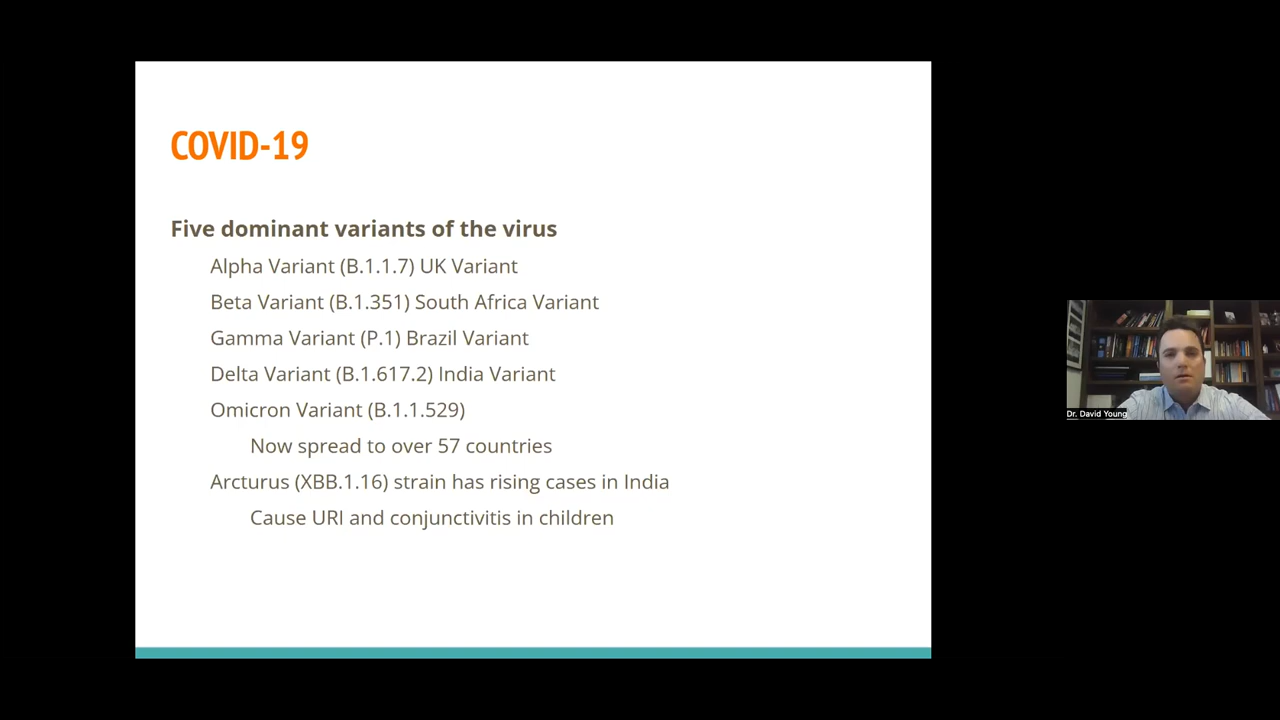 COVID-19
Five dominant variants of the virus
Alpha Variant (B.1.1.7) UK Variant
Beta Variant (B.1.351) South Africa Variant
Gamma Variant (P.1) Brazil Variant
Delta Variant (B.1.617.2) India Variant
Omicron Variant (B.1.1.529)
Now spread to over 57 countries
Arcturus (XBB.1.16) strain has rising cases in India
Cause URI and conjunctivitis in children
Dr. David Young